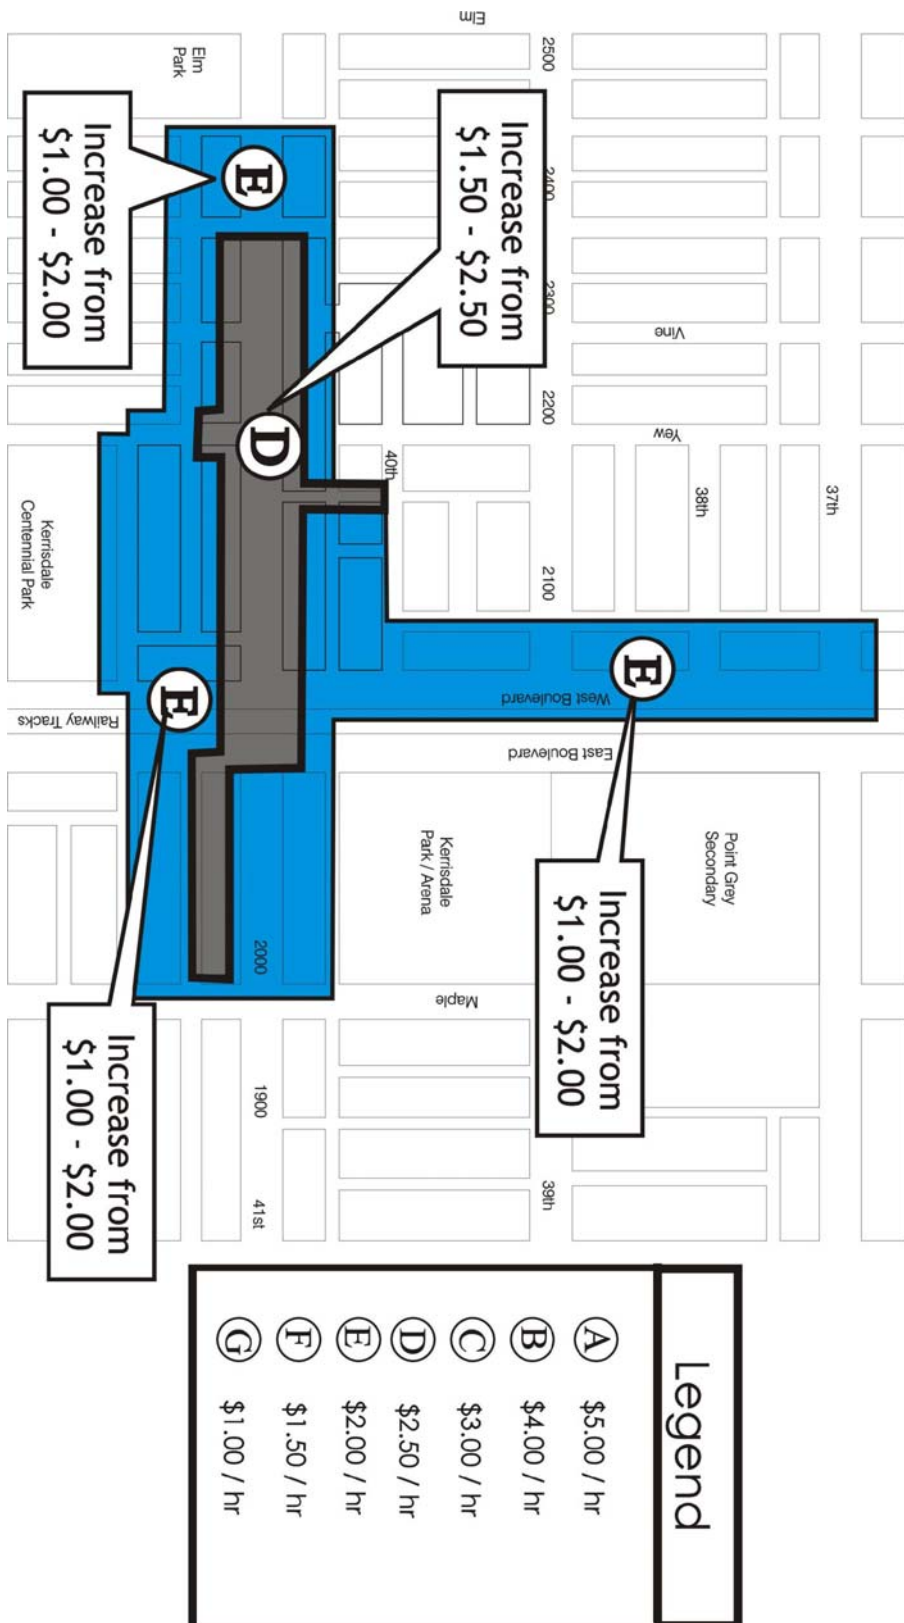 Elm
Vine
Yew
Maple
37th
38th
2500
2400
2300
2200
2100
39th
40th
West Boulevard
East Boulevard
Point Grey
Secondary
Kerrisdale
Park / Arena
Increase from
$1.50 - $2.50
Increase from
$1.00 - $2.00
E
E
D
E
2000
1900
41st
Elm
Park
Increase from
$1.00 - $2.00
Kerrisdale
Centennial Park
Railway Tracks
Increase from
$1.00 - $2.00
Legend
A $5.00 / hr
B $4.00 / hr
C $3.00 / hr
D $2.50 / hr
E $2.00 / hr
F $1.50 / hr
G $1.00 / hr